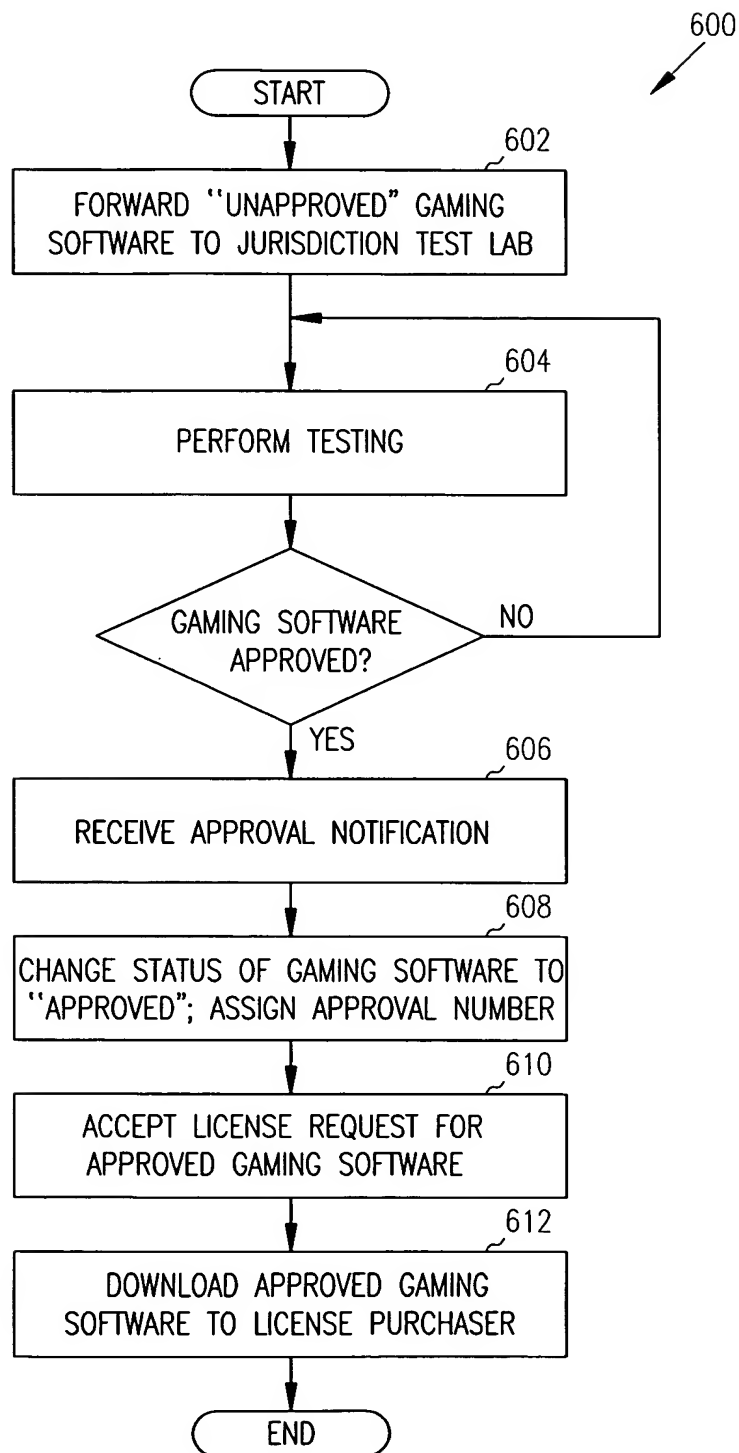 600
START
602
FORWARD ‘‘UNAPPROVED” GAMING
SOFTWARE TO JURISDICTION TEST LAB
604
PERFORM TESTING
GAMING SOFTWARE
APPROVED?
NO
YES
606
RECEIVE APPROVAL NOTIFICATION
608
CHANGE STATUS OF GAMING SOFTWARE TO
‘‘APPROVED”; ASSIGN APPROVAL NUMBER
610
ACCEPT LICENSE REQUEST FOR
APPROVED GAMING SOFTWARE
612
DOWNLOAD APPROVED GAMING
SOFTWARE TO LICENSE PURCHASER
END